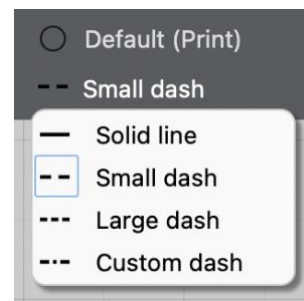 Default (Print)
Small dash
Solid line
Small dash
Large dash
Custom dash